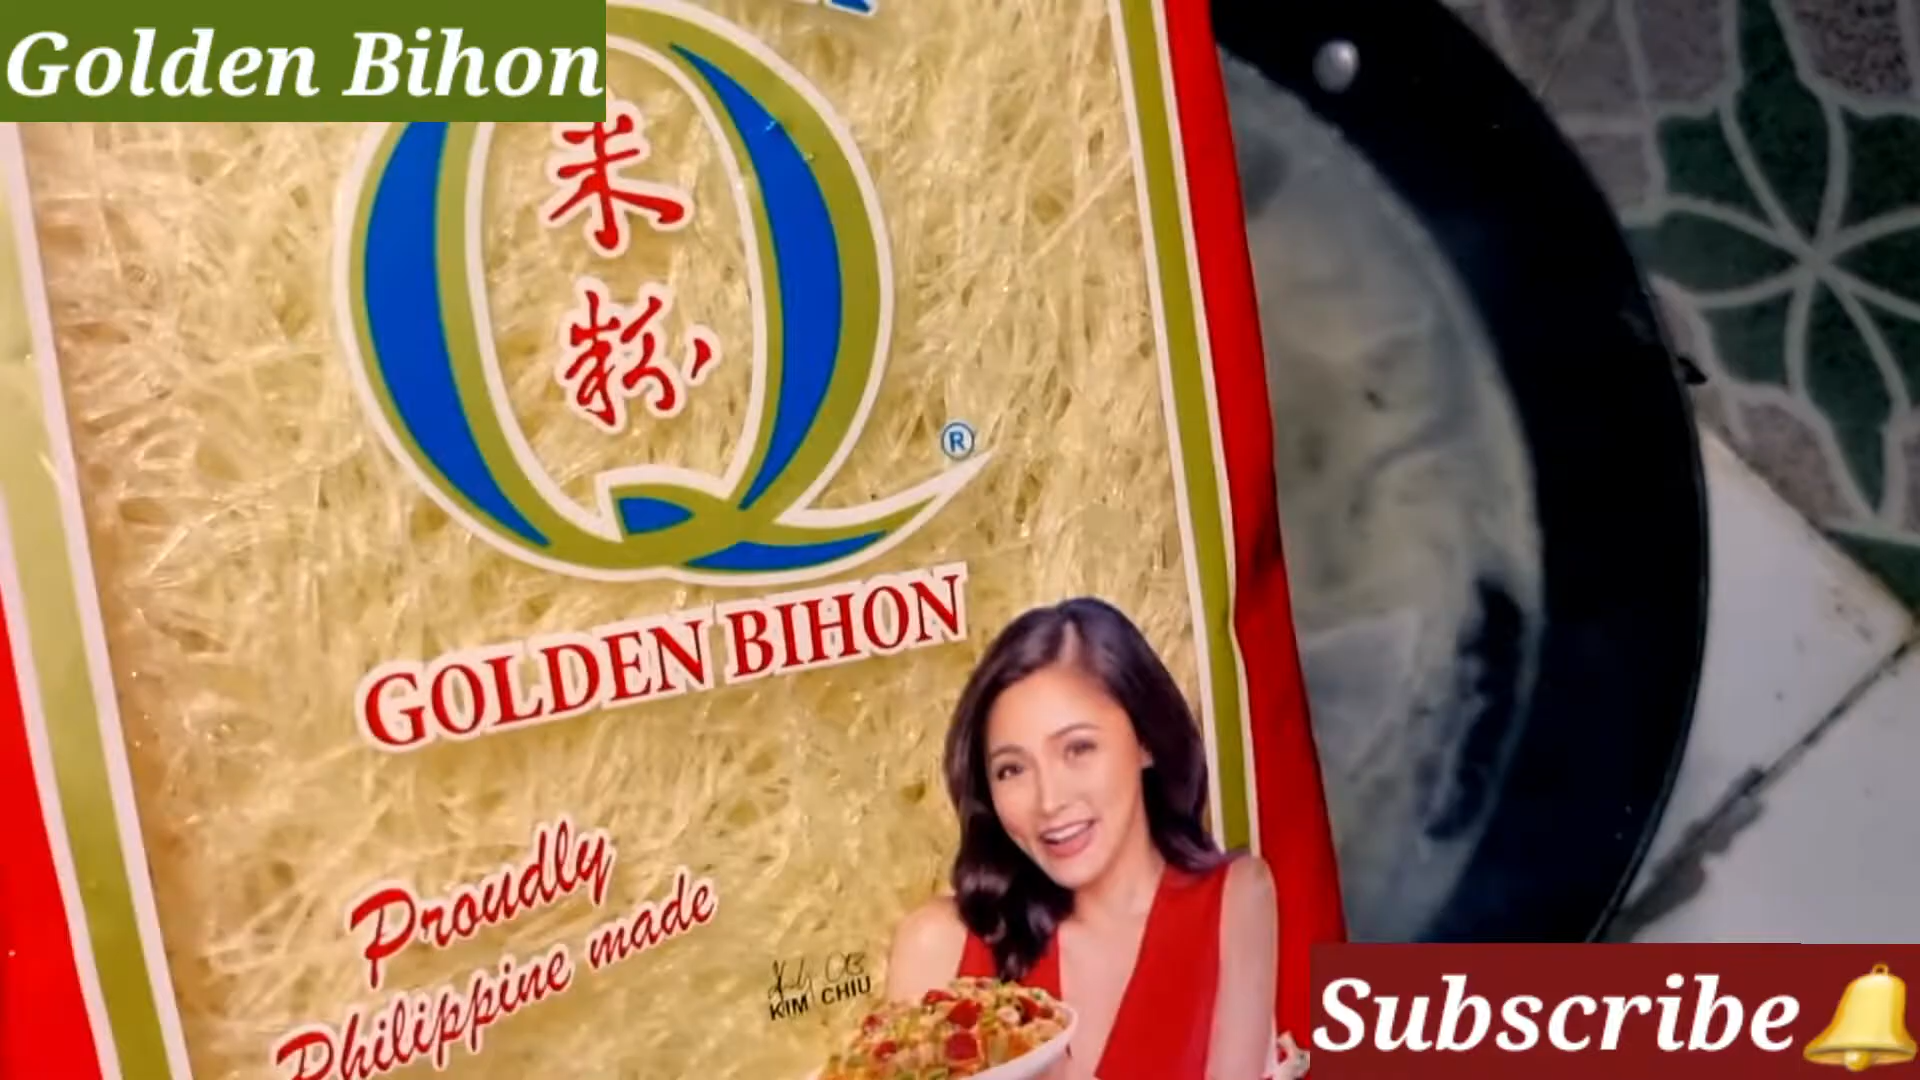 Golden Bihon
Q
米
粉
®
GOLDEN BIHON
Proudly
Philippine made
KIM CHIU
Subscribe🔔